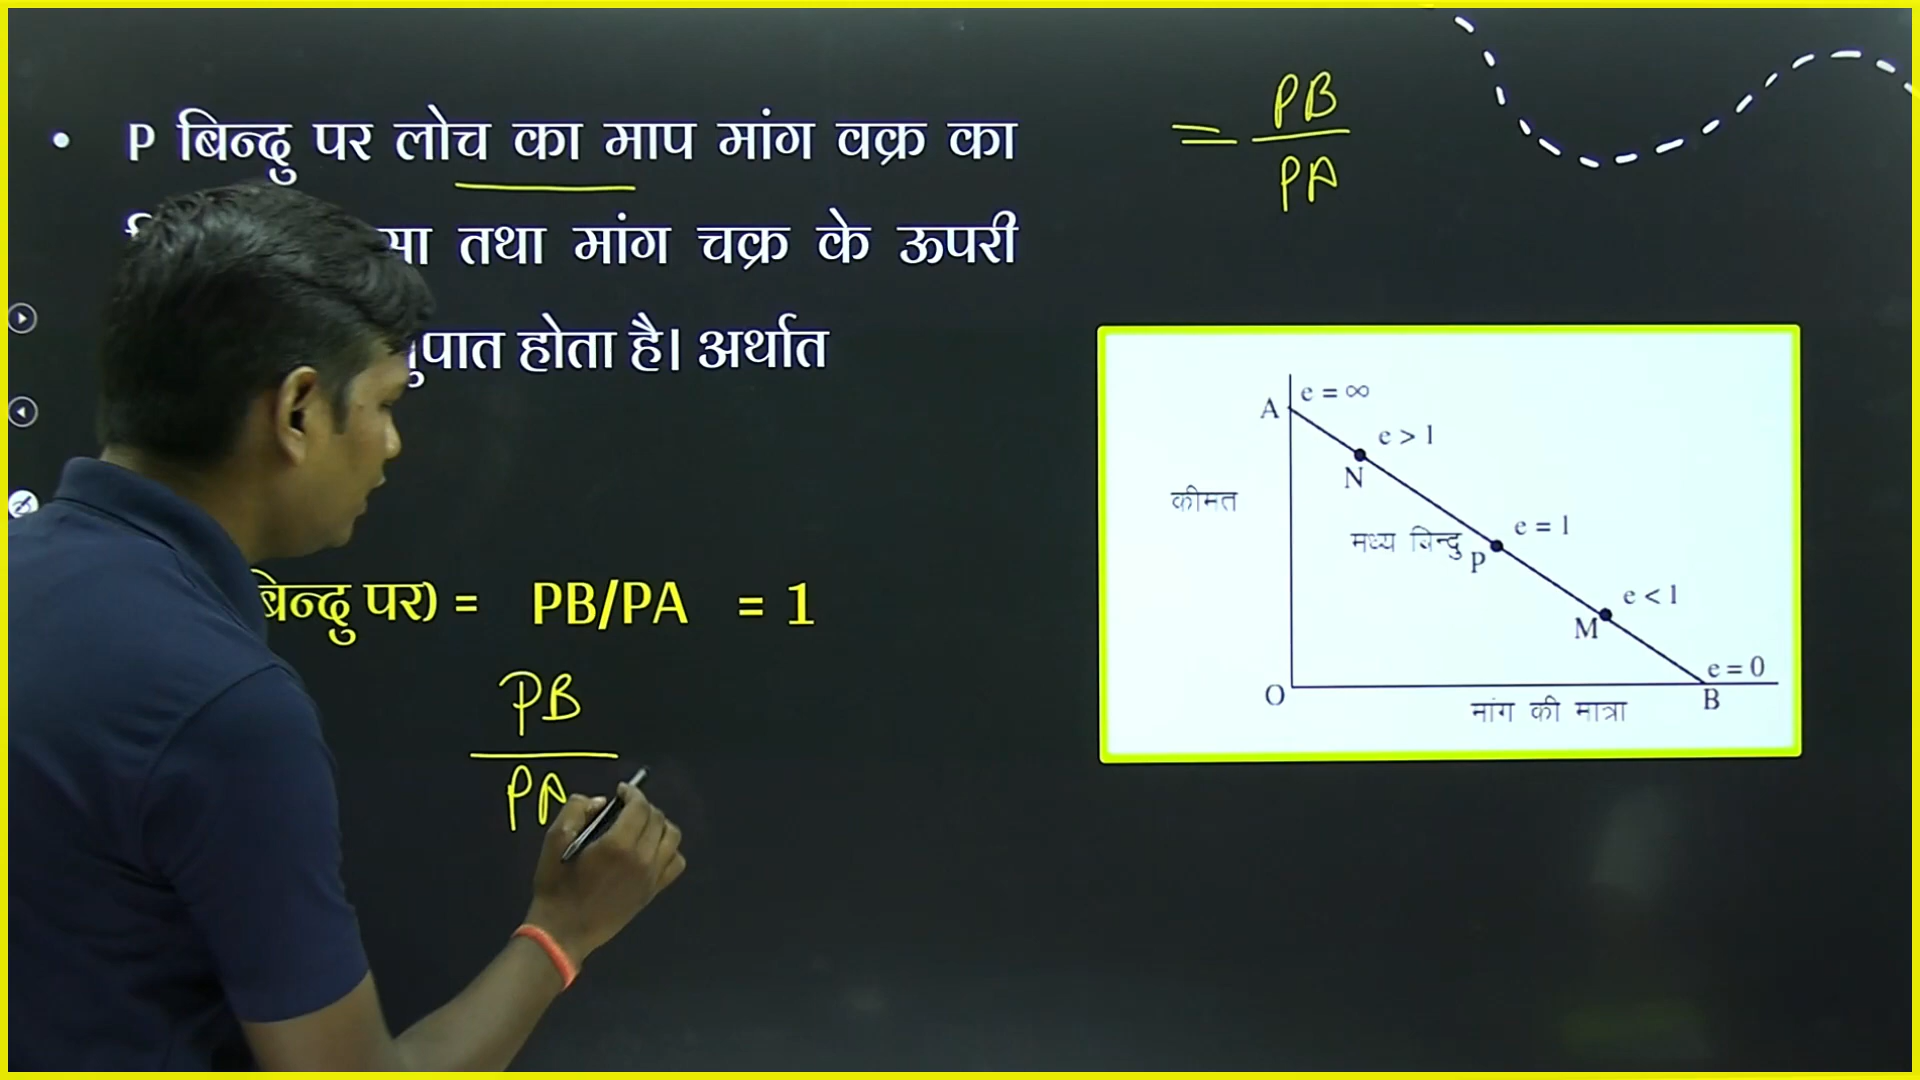 • P बिन्दु पर लोच का माप मांग वक्र का
तथा मांग चक्र के ऊपरी
होता है। अर्थात
पर) = PB/PA = 1
PB
PA
= PB
PA
A e = ∞
e > 1
N
कीमत
e = 1
मध्य बिन्दु P
e < 1
M
e = 0
O B
मांग की मात्रा